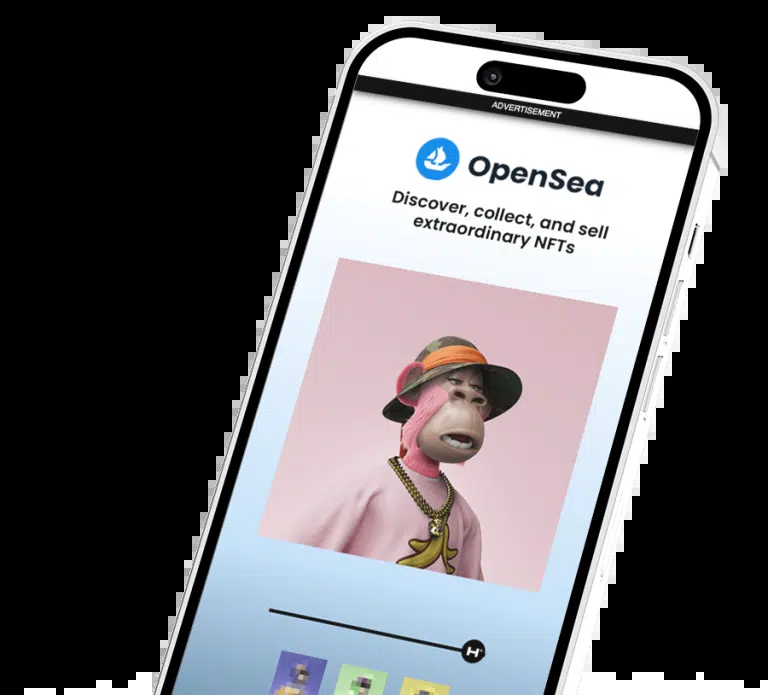 ADVERTISEMENT
OpenSea
Discover, collect, and sell
extraordinary NFTs
H